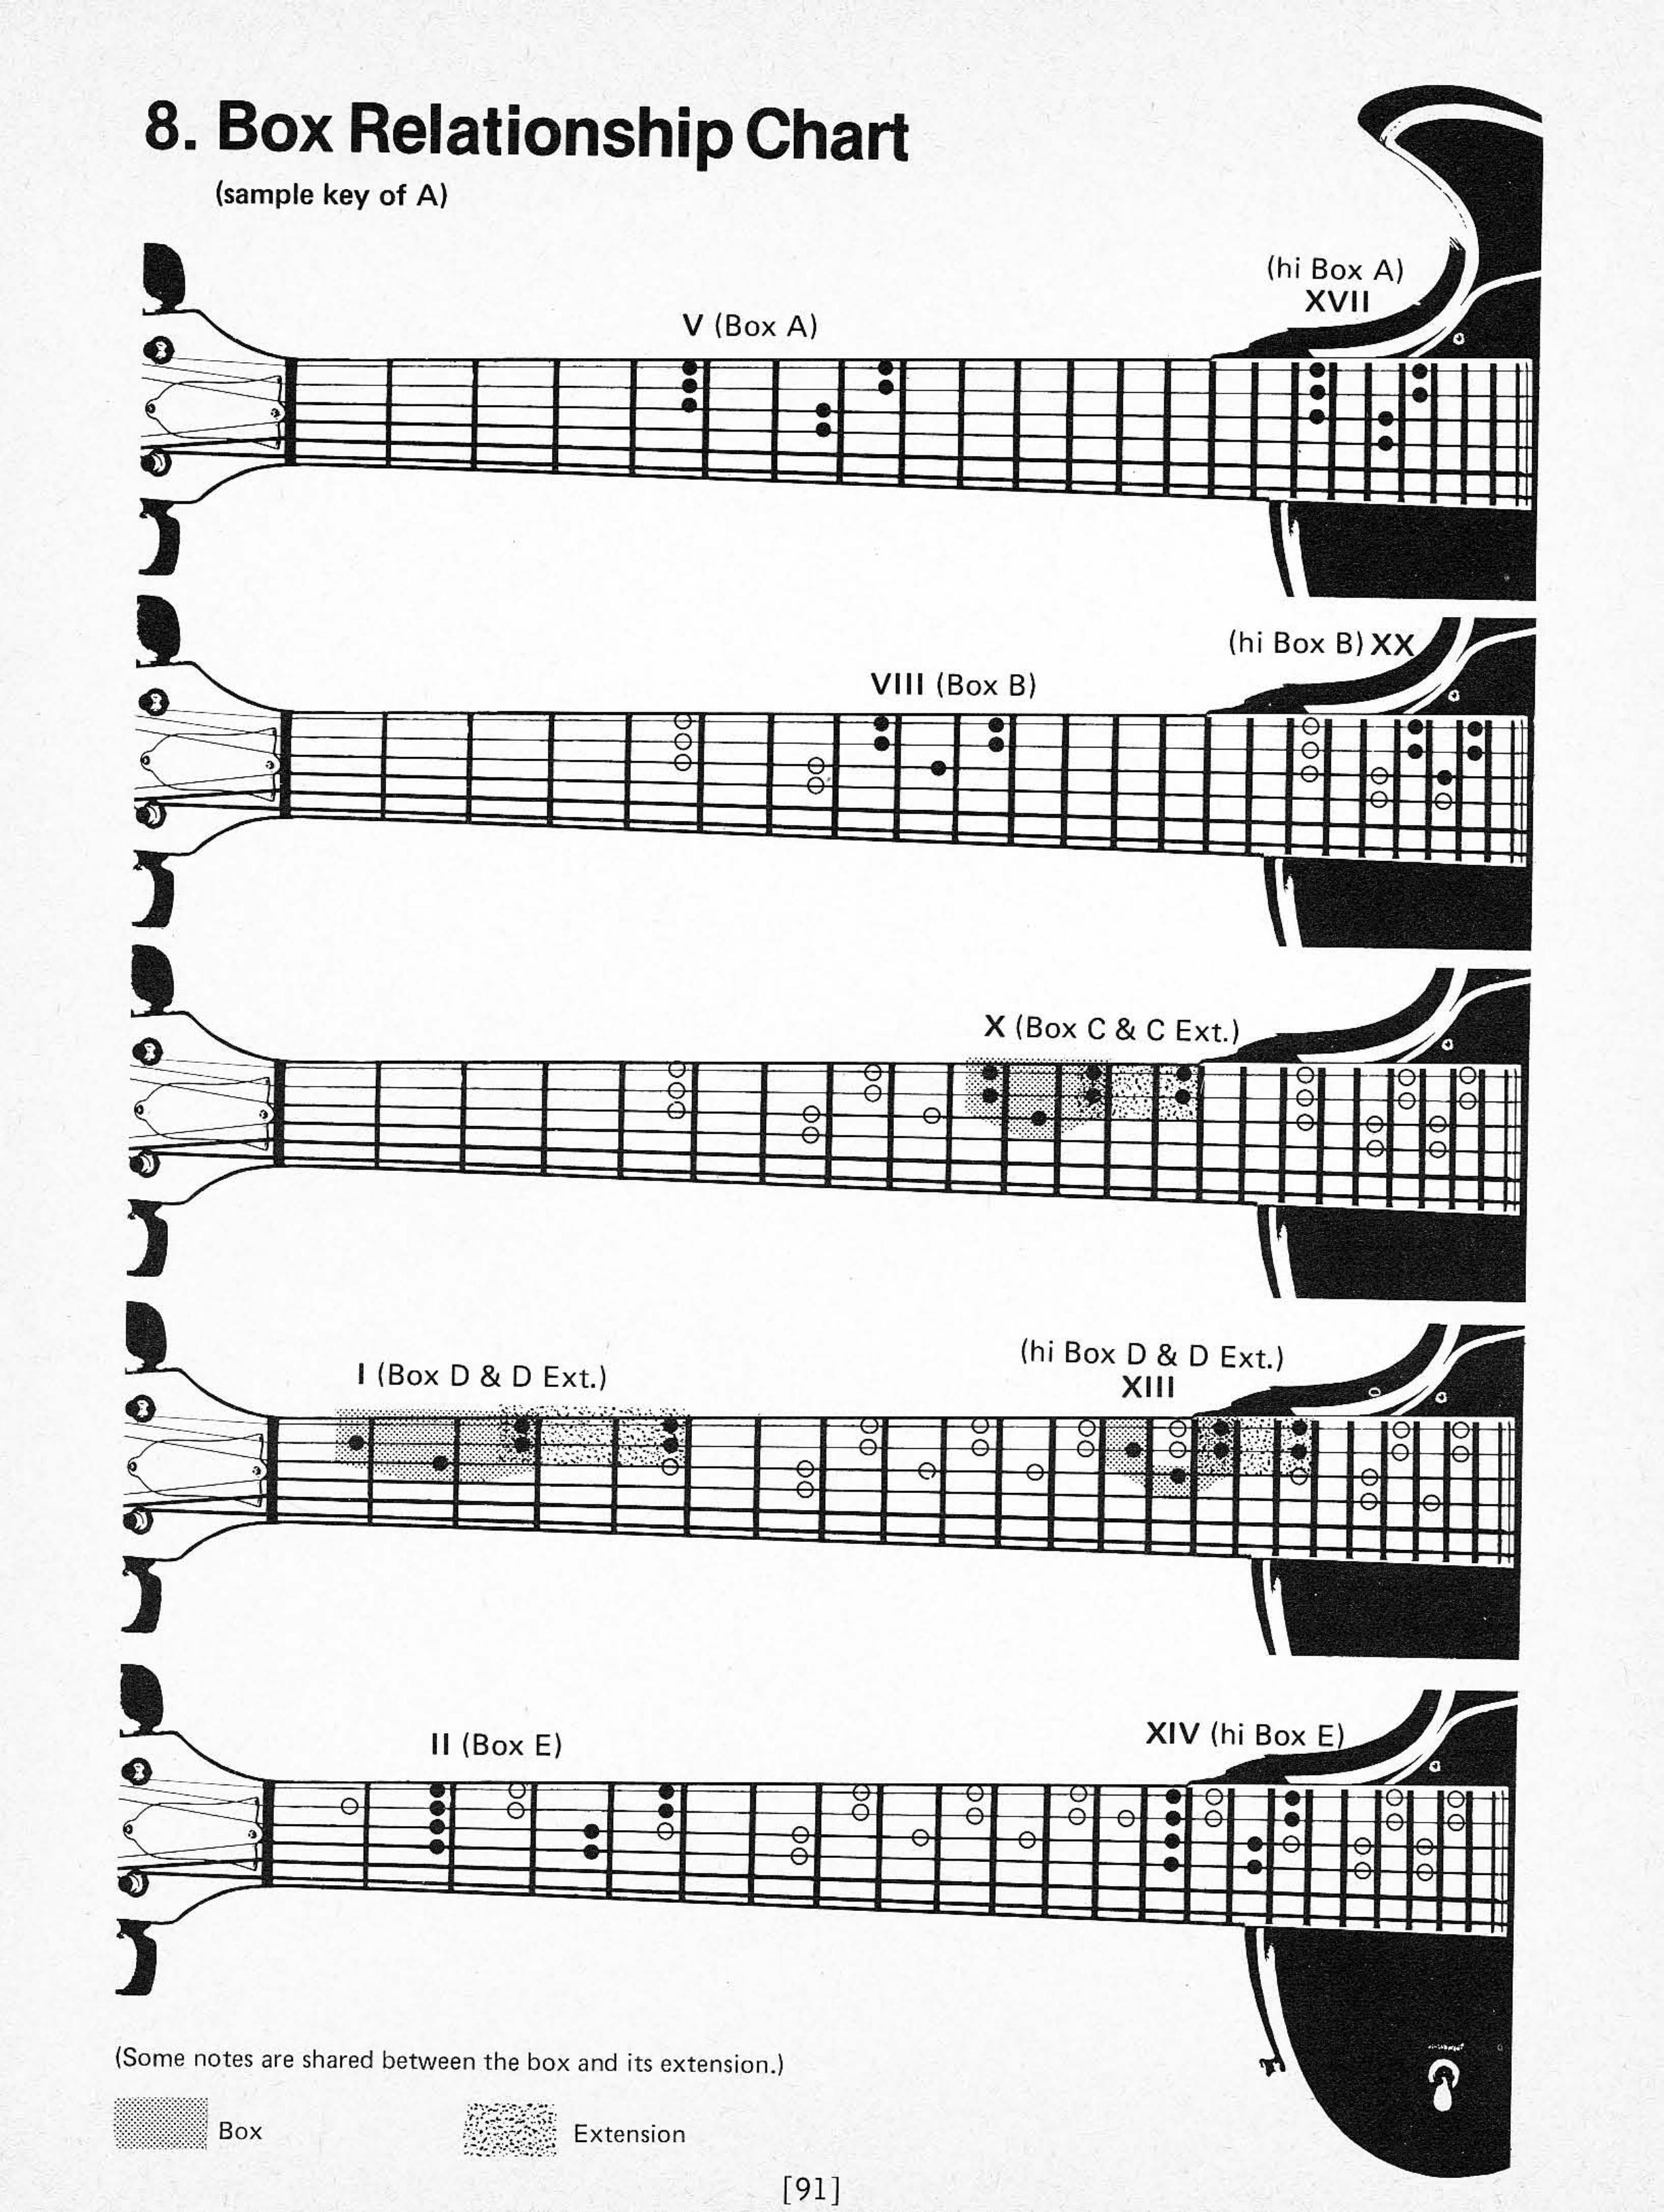 8. Box Relationship Chart
(sample key of A)
(hi Box A)
XVII
V (Box A)
(hi Box B) XX
VIII (Box B)
X (Box C & C Ext.)
(hi Box D & D Ext.)
XIII
I (Box D & D Ext.)
XIV (hi Box E)
II (Box E)
(Some notes are shared between the box and its extension.)
Box
Extension
[91]